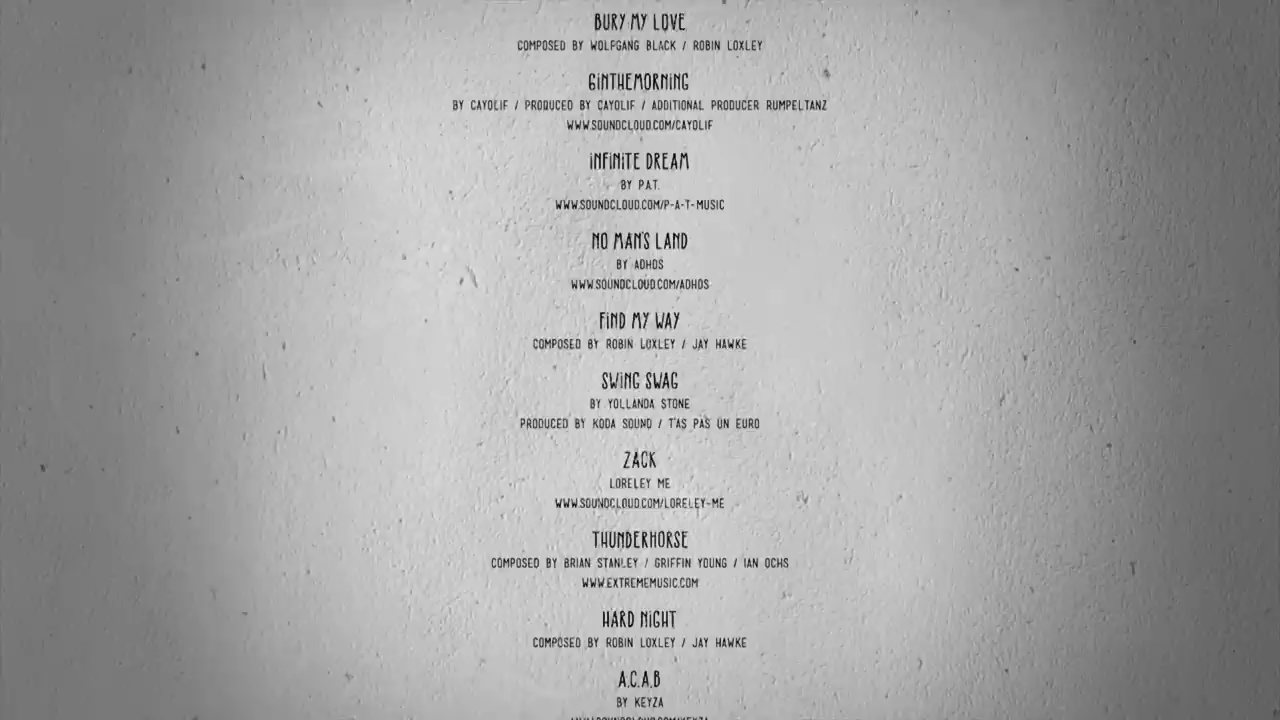 BURY MY LOVE
COMPOSED BY WOLFGANG BLACK / ROBIN LOXLEY
6INTHEMORNING
BY CAYOLIF / PRODUCED BY CAYOLIF / ADDITIONAL PRODUCER RUMPELTANZ
WWW.SOUNDCLOUD.COM/CAYOLIF
INFINITE DREAM
BY P.A.T.
WWW.SOUNDCLOUD.COM/P-A-T-MUSIC
NO MAN'S LAND
BY ADHDS
WWW.SOUNDCLOUD.COM/ADHDS
FIND MY WAY
COMPOSED BY ROBIN LOXLEY / JAY HAWKE
SWING SWAG
BY YOLLANDA STONE
PRODUCED BY KODA SOUND / T'AS PAS UN EURO
ZACK
LORELEY ME
WWW.SOUNDCLOUD.COM/LORELEY-ME
THUNDERHORSE
COMPOSED BY BRIAN STANLEY / GRIFFIN YOUNG / IAN OCHS
WWW.EXTREMEMUSIC.COM
HARD NIGHT
COMPOSED BY ROBIN LOXLEY / JAY HAWKE
A.C.A.B
BY KEYZA